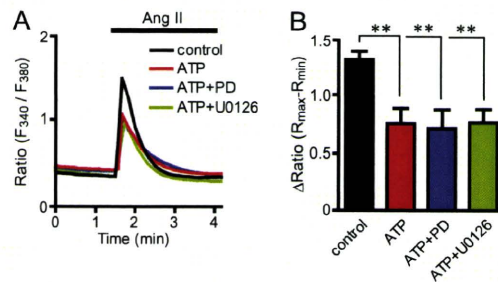 A
Ang II
2
1
0
Ratio (F340 / F380)
0
1
2
3
4
Time (min)
control
ATP
ATP+PD
ATP+U0126
B
**
**
**
1.5
1.0
0.5
0
ΔRatio (Rmax-Rmin)
control
ATP
ATP+PD
ATP+U0126